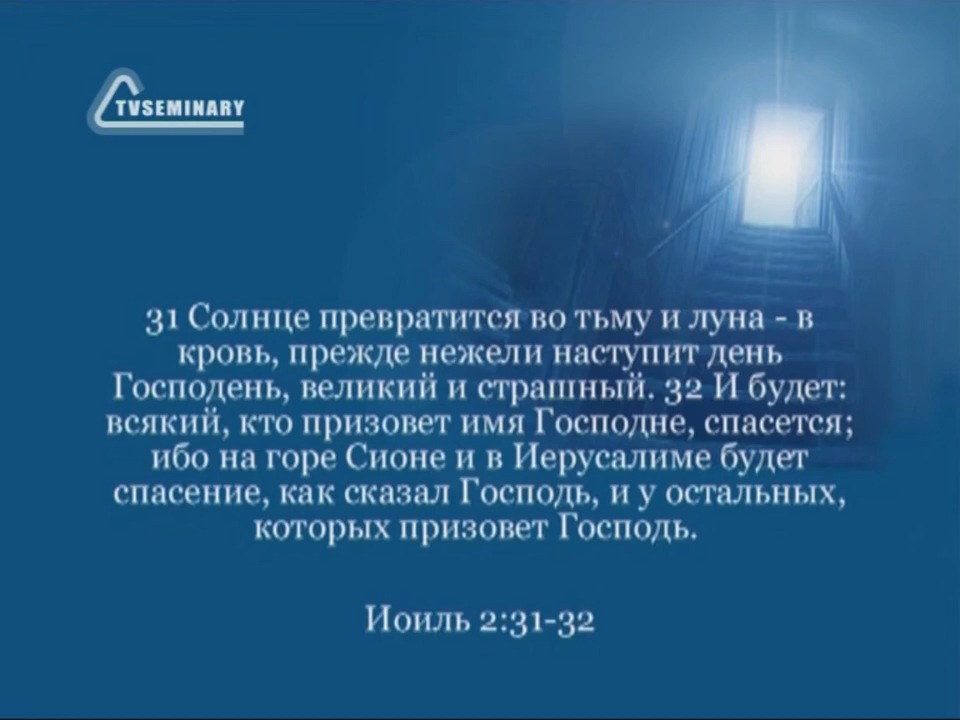 TVSEMINARY
31 Солнце превратится во тьму и луна - в
кровь, прежде нежели наступит день
Господень, великий и страшный. 32 И будет:
всякий, кто призовет имя Господне, спасется;
ибо на горе Сионе и в Иерусалиме будет
спасение, как сказал Господь, и у остальных,
которых призовет Господь.
Иоиль 2:31-32